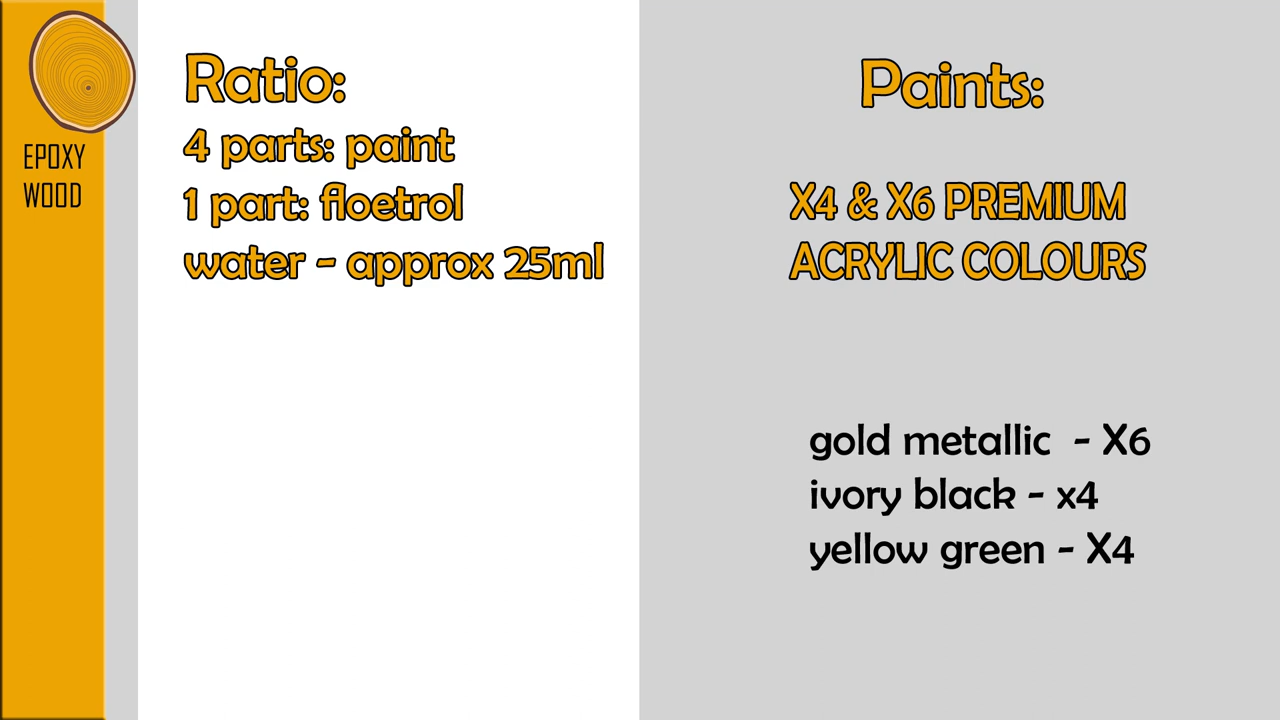 EPOXY
WOOD
Ratio:
4 parts: paint
1 part: floetrol
water - approx 25ml
Paints:
X4 & X6 PREMIUM
ACRYLIC COLOURS
gold metallic - X6
ivory black - x4
yellow green - X4